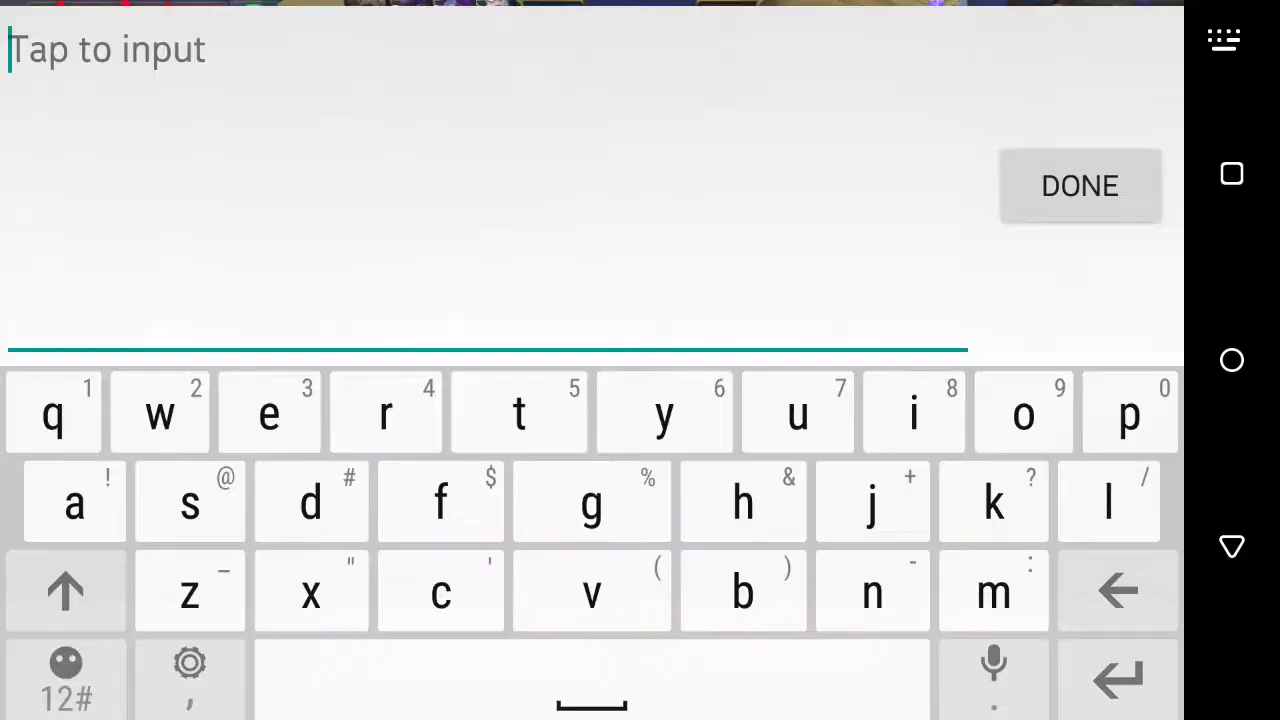 Tap to input
DONE
q 1 w 2 e 3 r 4 t 5 y 6 u 7 i 8 o 9 p 0
a ! s @ d # f $ g % h & j + k ? l /
z _ x " c ' v ( b ) n - m :
12# , .